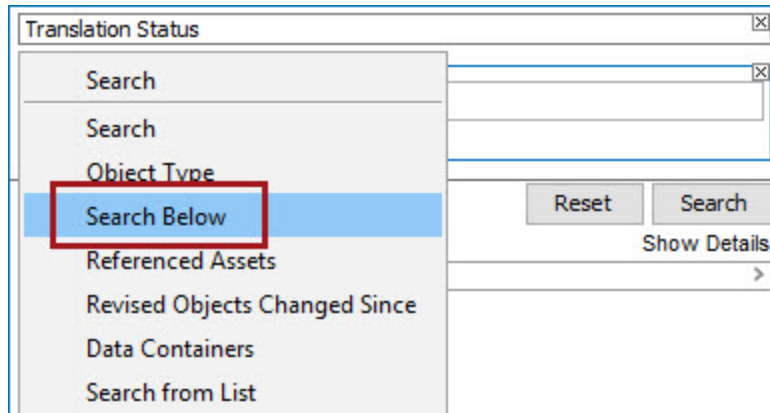 Translation Status
Search
Search
Object Type
Search Below
Reset
Search
Show Details
Referenced Assets
Revised Objects Changed Since
Data Containers
Search from List